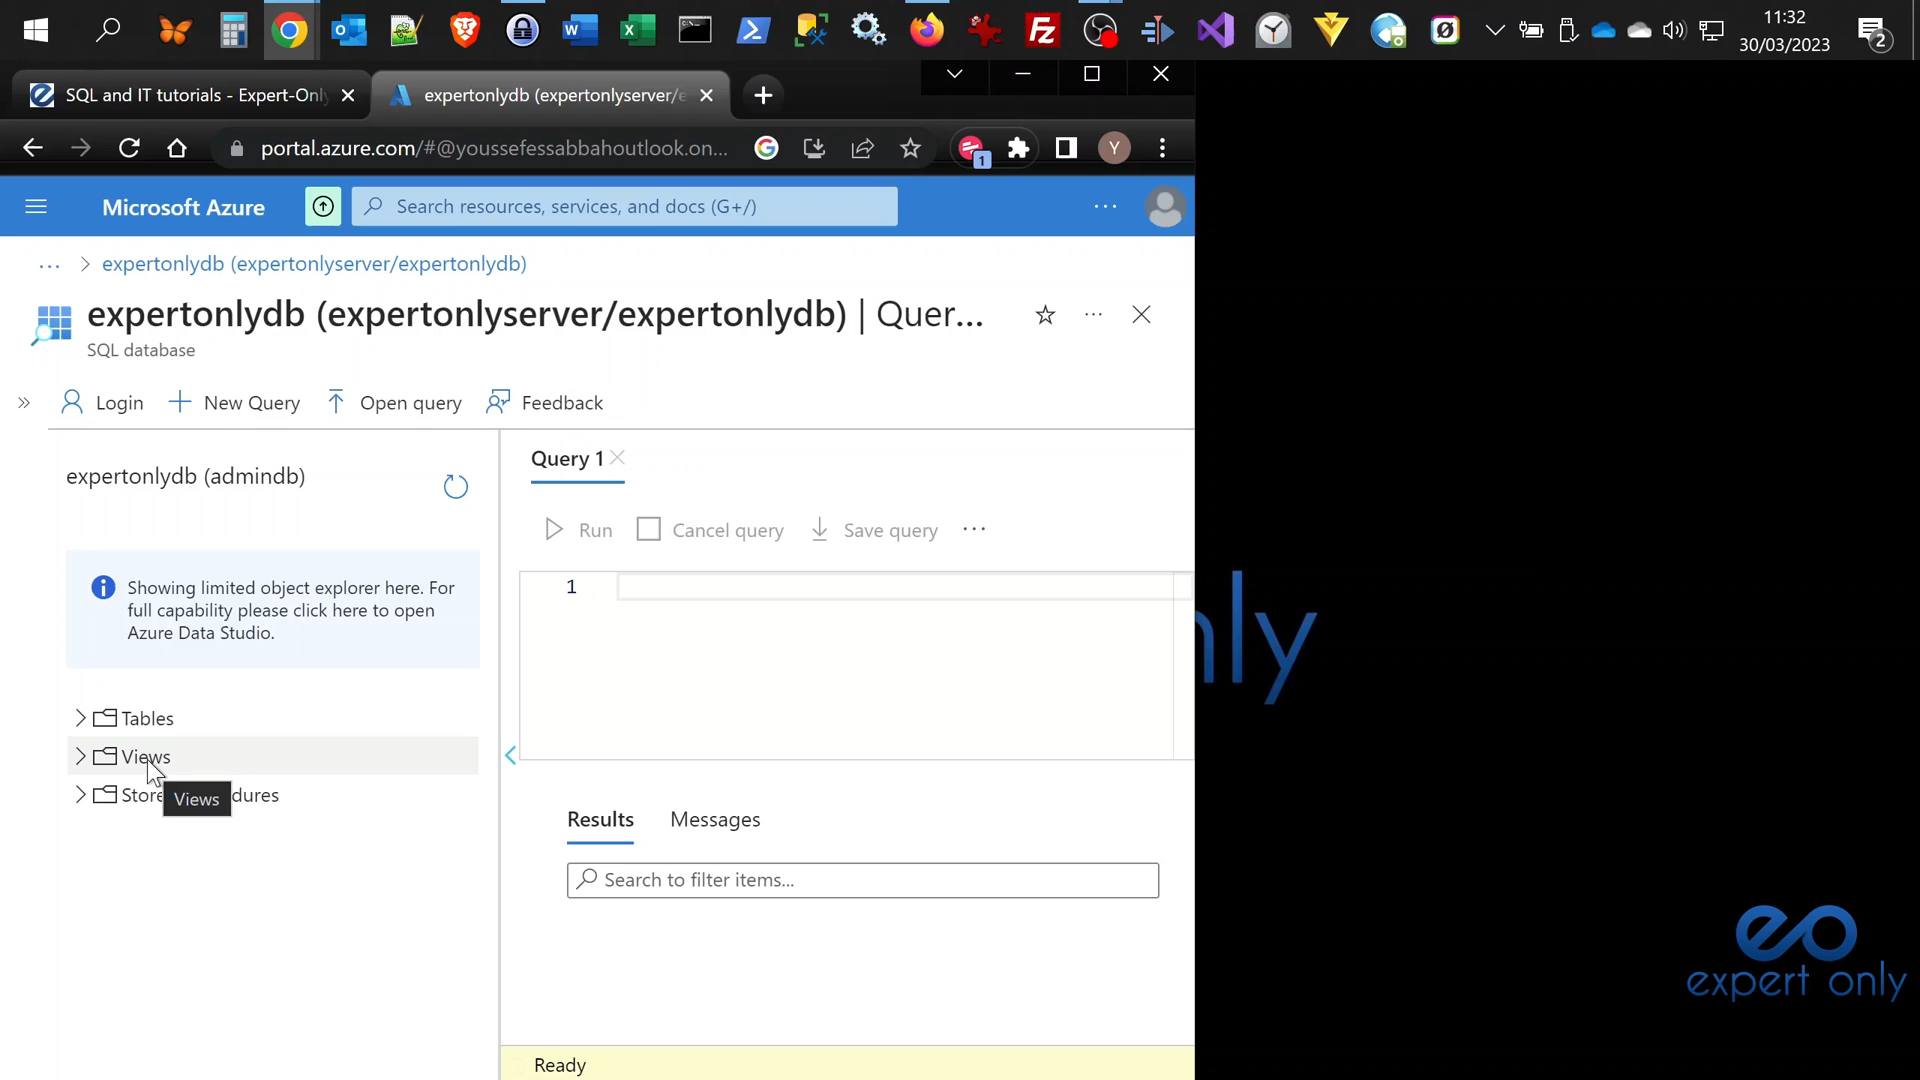 11:32
30/03/2023
2
SQL and IT tutorials - Expert-Only
expertonlydb (expertonlyserver/e
portal.azure.com/#@youssefessabbahoutlook.on...
1
Y
Microsoft Azure
Search resources, services, and docs (G+/)
...
... > expertonlydb (expertonlyserver/expertonlydb)
expertonlydb (expertonlyserver/expertonlydb) | Quer...
SQL database
Login
New Query
Open query
Feedback
expertonlydb (admindb)
Query 1
Run
Cancel query
Save query
...
Showing limited object explorer here. For
full capability please click here to open
Azure Data Studio.
1
Tables
Views
Store dures
Views
nly
Results
Messages
Search to filter items...
eo
expert only
Ready